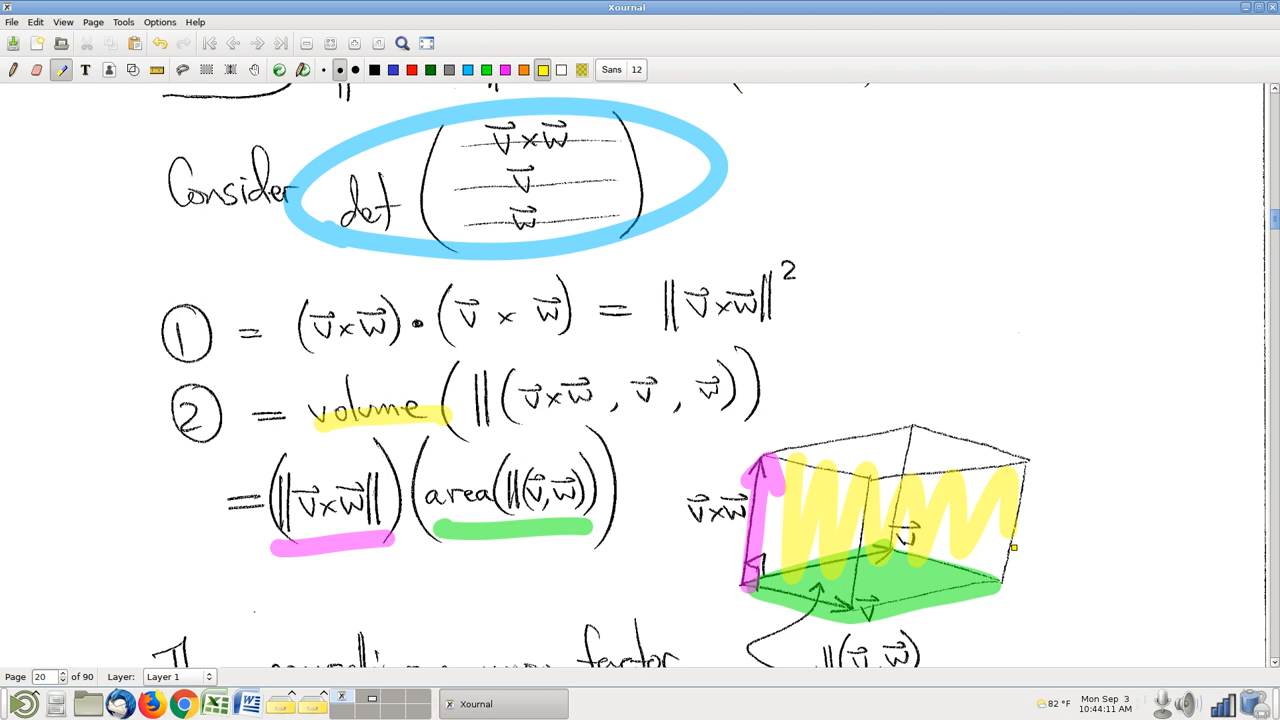 Xournal
File Edit View Page Tools Options Help
Sans 12
Consider det ( v⃗ × w⃗
v⃗
w⃗ )
① = (v⃗ × w⃗) • (v⃗ × w⃗) = ‖v⃗ × w⃗‖²
② = volume (‖(v⃗ × w⃗, v⃗, w⃗))
= (‖v⃗ × w⃗‖) (area(‖(v⃗, w⃗)))
v⃗ × w⃗
w⃗
v⃗
factor
‖(v⃗, w⃗)
Page 20 of 90 Layer: Layer 1
Xournal
82 °F
Mon Sep 3
10:44:11 AM